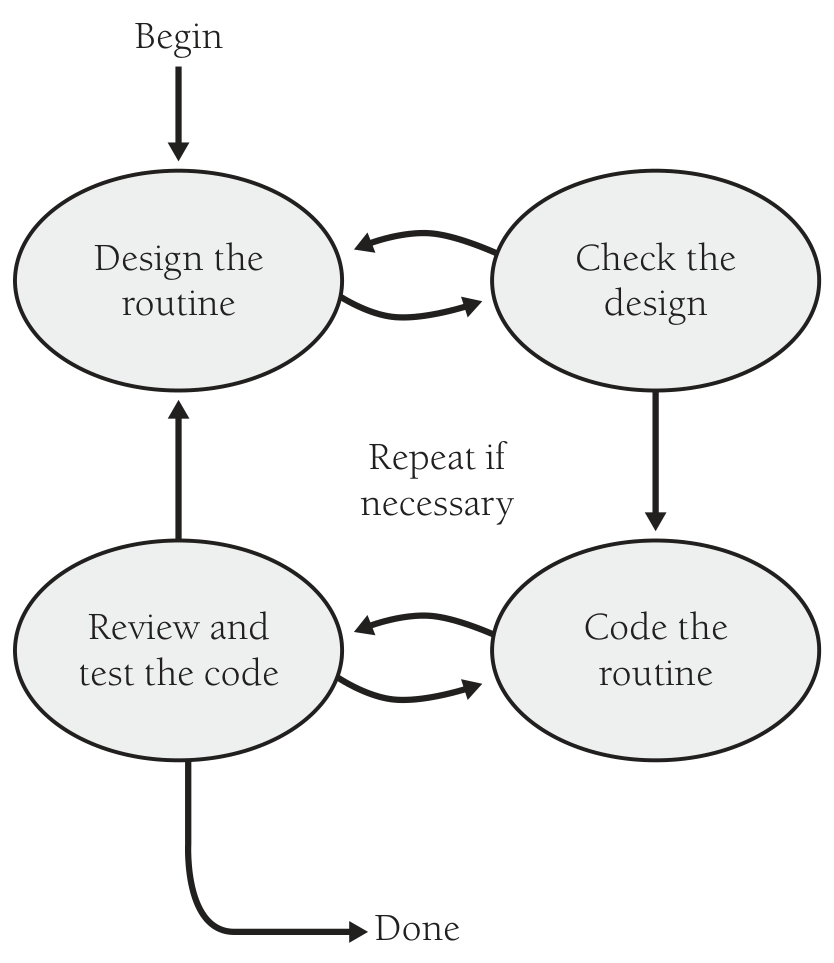 Begin
Design the
routine
Check the
design
Repeat if
necessary
Review and
test the code
Code the
routine
Done